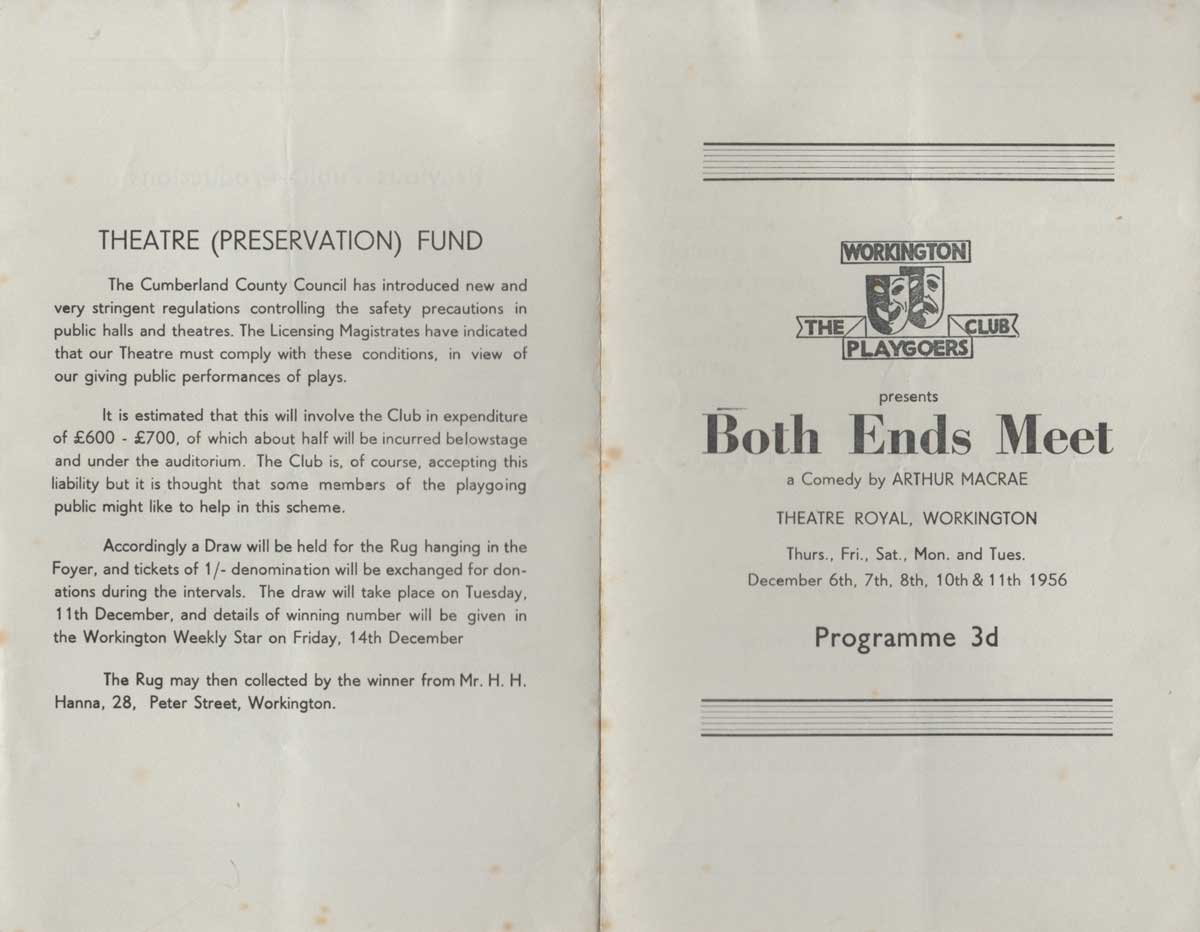 THEATRE (PRESERVATION) FUND
The Cumberland County Council has introduced new and
very stringent regulations controlling the safety precautions in
public halls and theatres. The Licensing Magistrates have indicated
that our Theatre must comply with these conditions, in view of
our giving public performances of plays.
It is estimated that this will involve the Club in expenditure
of £600 - £700, of which about half will be incurred belowstage
and under the auditorium. The Club is, of course, accepting this
liability but it is thought that some members of the playgoing
public might like to help in this scheme.
Accordingly a Draw will be held for the Rug hanging in the
Foyer, and tickets of 1/- denomination will be exchanged for don-
ations during the intervals. The draw will take place on Tuesday,
11th December, and details of winning number will be given in
the Workington Weekly Star on Friday, 14th December
The Rug may then collected by the winner from Mr. H. H.
Hanna, 28, Peter Street, Workington.
WORKINGTON
THE CLUB
PLAYGOERS
presents
Both Ends Meet
a Comedy by ARTHUR MACRAE
THEATRE ROYAL, WORKINGTON
Thurs., Fri., Sat., Mon. and Tues.
December 6th, 7th, 8th, 10th & 11th 1956
Programme 3d